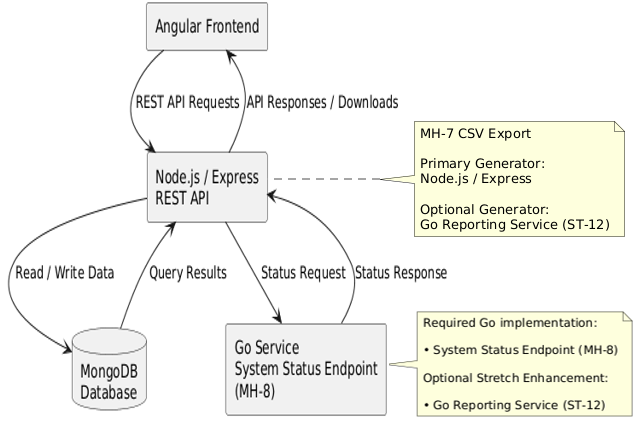 Angular Frontend
REST API Requests
API Responses / Downloads
Node.js / Express
REST API
MH-7 CSV Export
Primary Generator:
Node.js / Express
Optional Generator:
Go Reporting Service (ST-12)
Read / Write Data
Query Results
Status Request
Status Response
MongoDB
Database
Go Service
System Status Endpoint
(MH-8)
Required Go implementation:
• System Status Endpoint (MH-8)
Optional Stretch Enhancement:
• Go Reporting Service (ST-12)